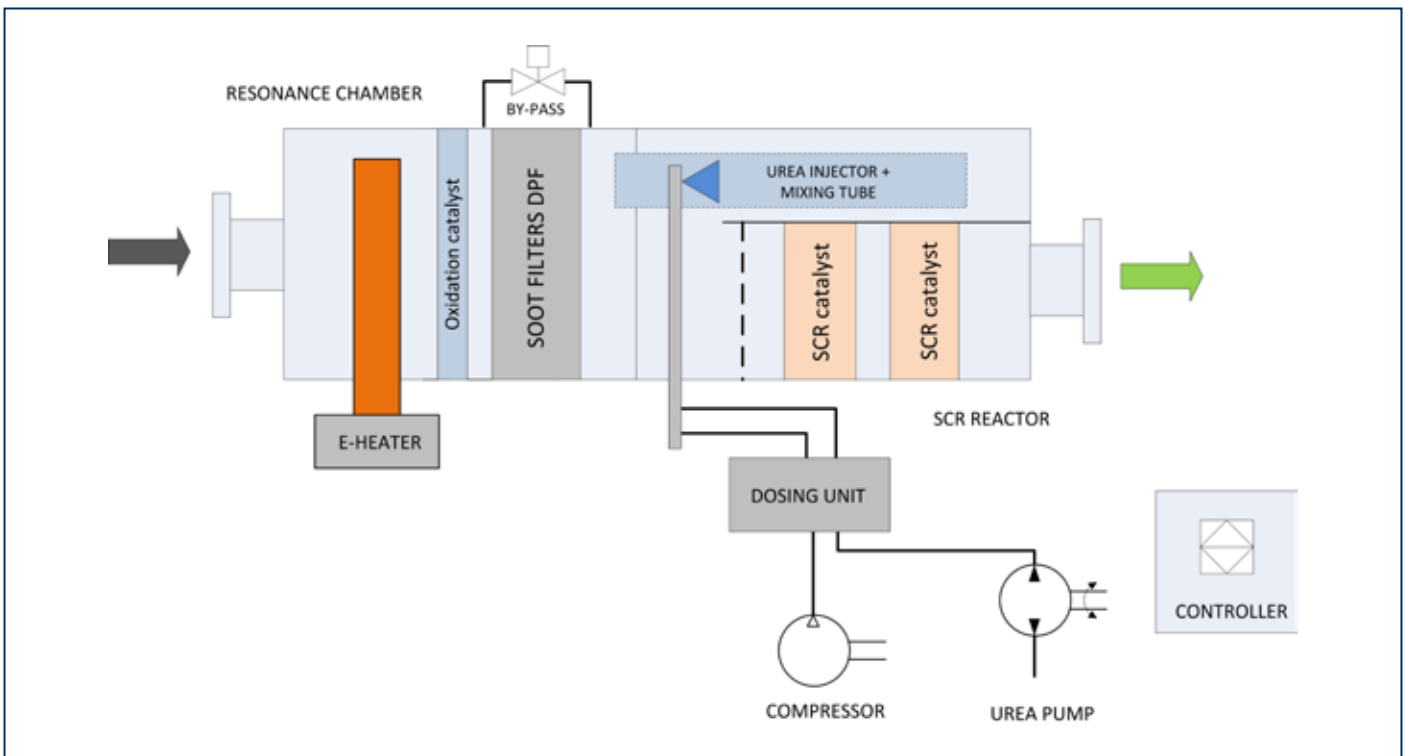 RESONANCE CHAMBER
BY-PASS
Oxidation catalyst
SOOT FILTERS DPF
UREA INJECTOR +
MIXING TUBE
SCR catalyst
SCR catalyst
E-HEATER
SCR REACTOR
DOSING UNIT
CONTROLLER
COMPRESSOR
UREA PUMP